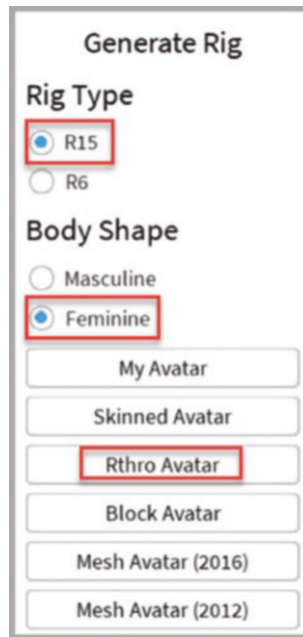 Generate Rig
Rig Type
R15
R6
Body Shape
Masculine
Feminine
My Avatar
Skinned Avatar
Rthro Avatar
Block Avatar
Mesh Avatar (2016)
Mesh Avatar (2012)